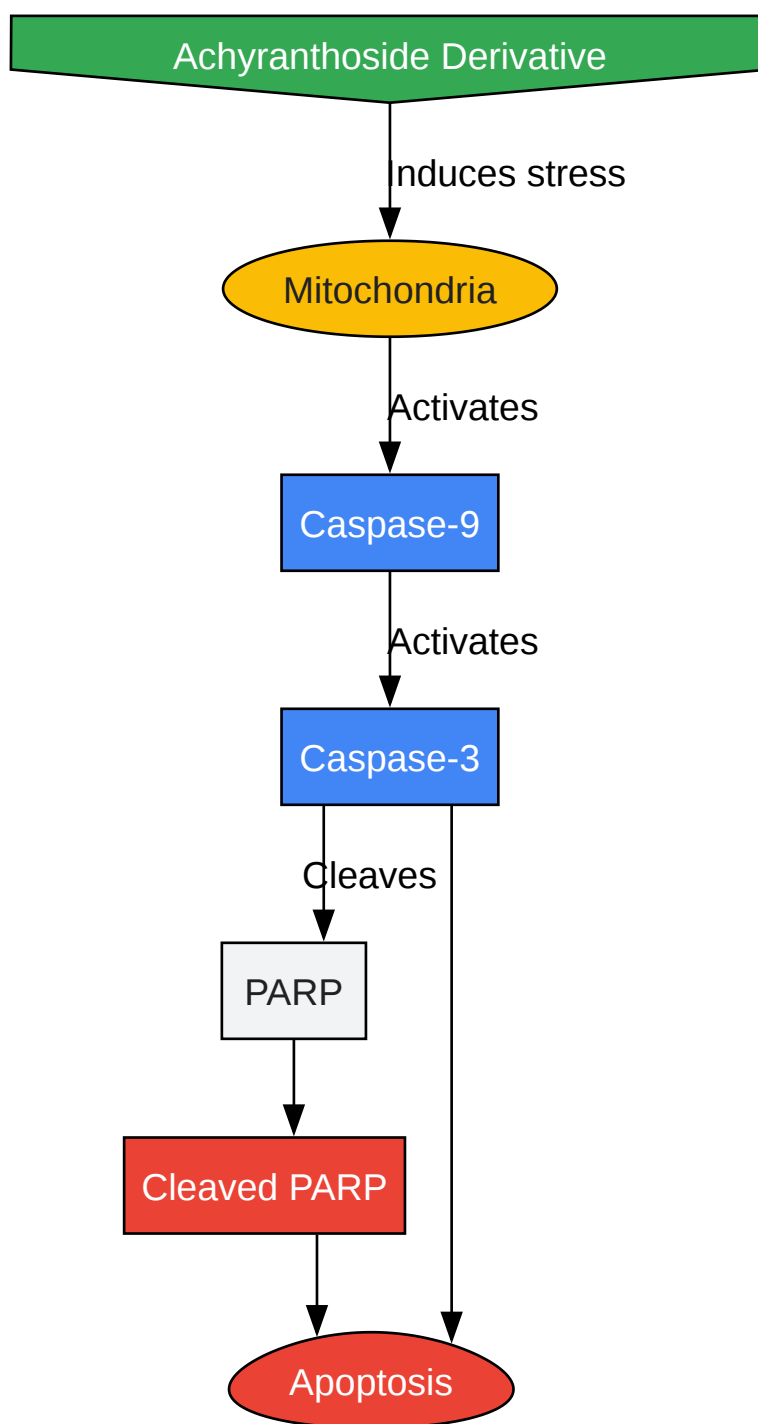 Achyranthoside Derivative
Induces stress
Mitochondria
Activates
Caspase-9
Activates
Caspase-3
Cleaves
PARP
Cleaved PARP
Apoptosis